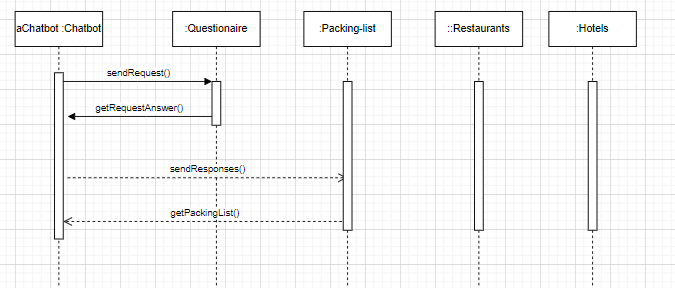 aChatbot :Chatbot
:Questionaire
:Packing-list
::Restaurants
:Hotels
sendRequest()
getRequestAnswer()
sendResponses()
getPackingList()